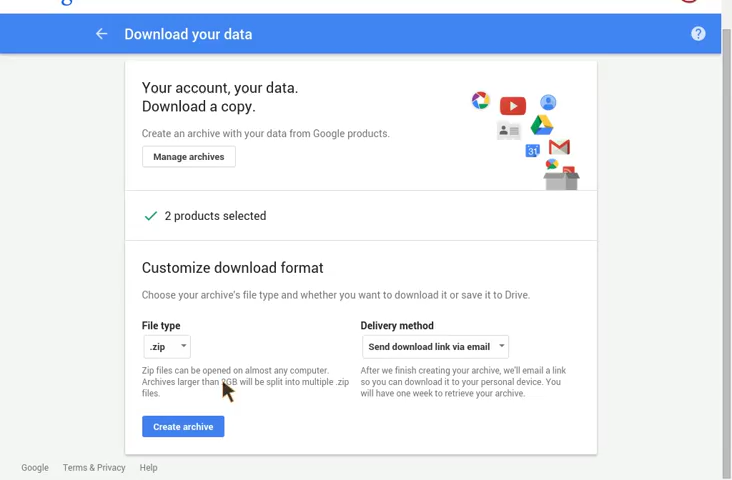 Download your data
Your account, your data.
Download a copy.
Create an archive with your data from Google products.
Manage archives
31
2 products selected
Customize download format
Choose your archive's file type and whether you want to download it or save it to Drive.
File type
.zip
Zip files can be opened on almost any computer.
Archives larger than 2GB will be split into multiple .zip
files.
Delivery method
Send download link via email
After we finish creating your archive, we'll email a link
so you can download it to your personal device. You
will have one week to retrieve your archive.
Create archive
Google Terms & Privacy Help